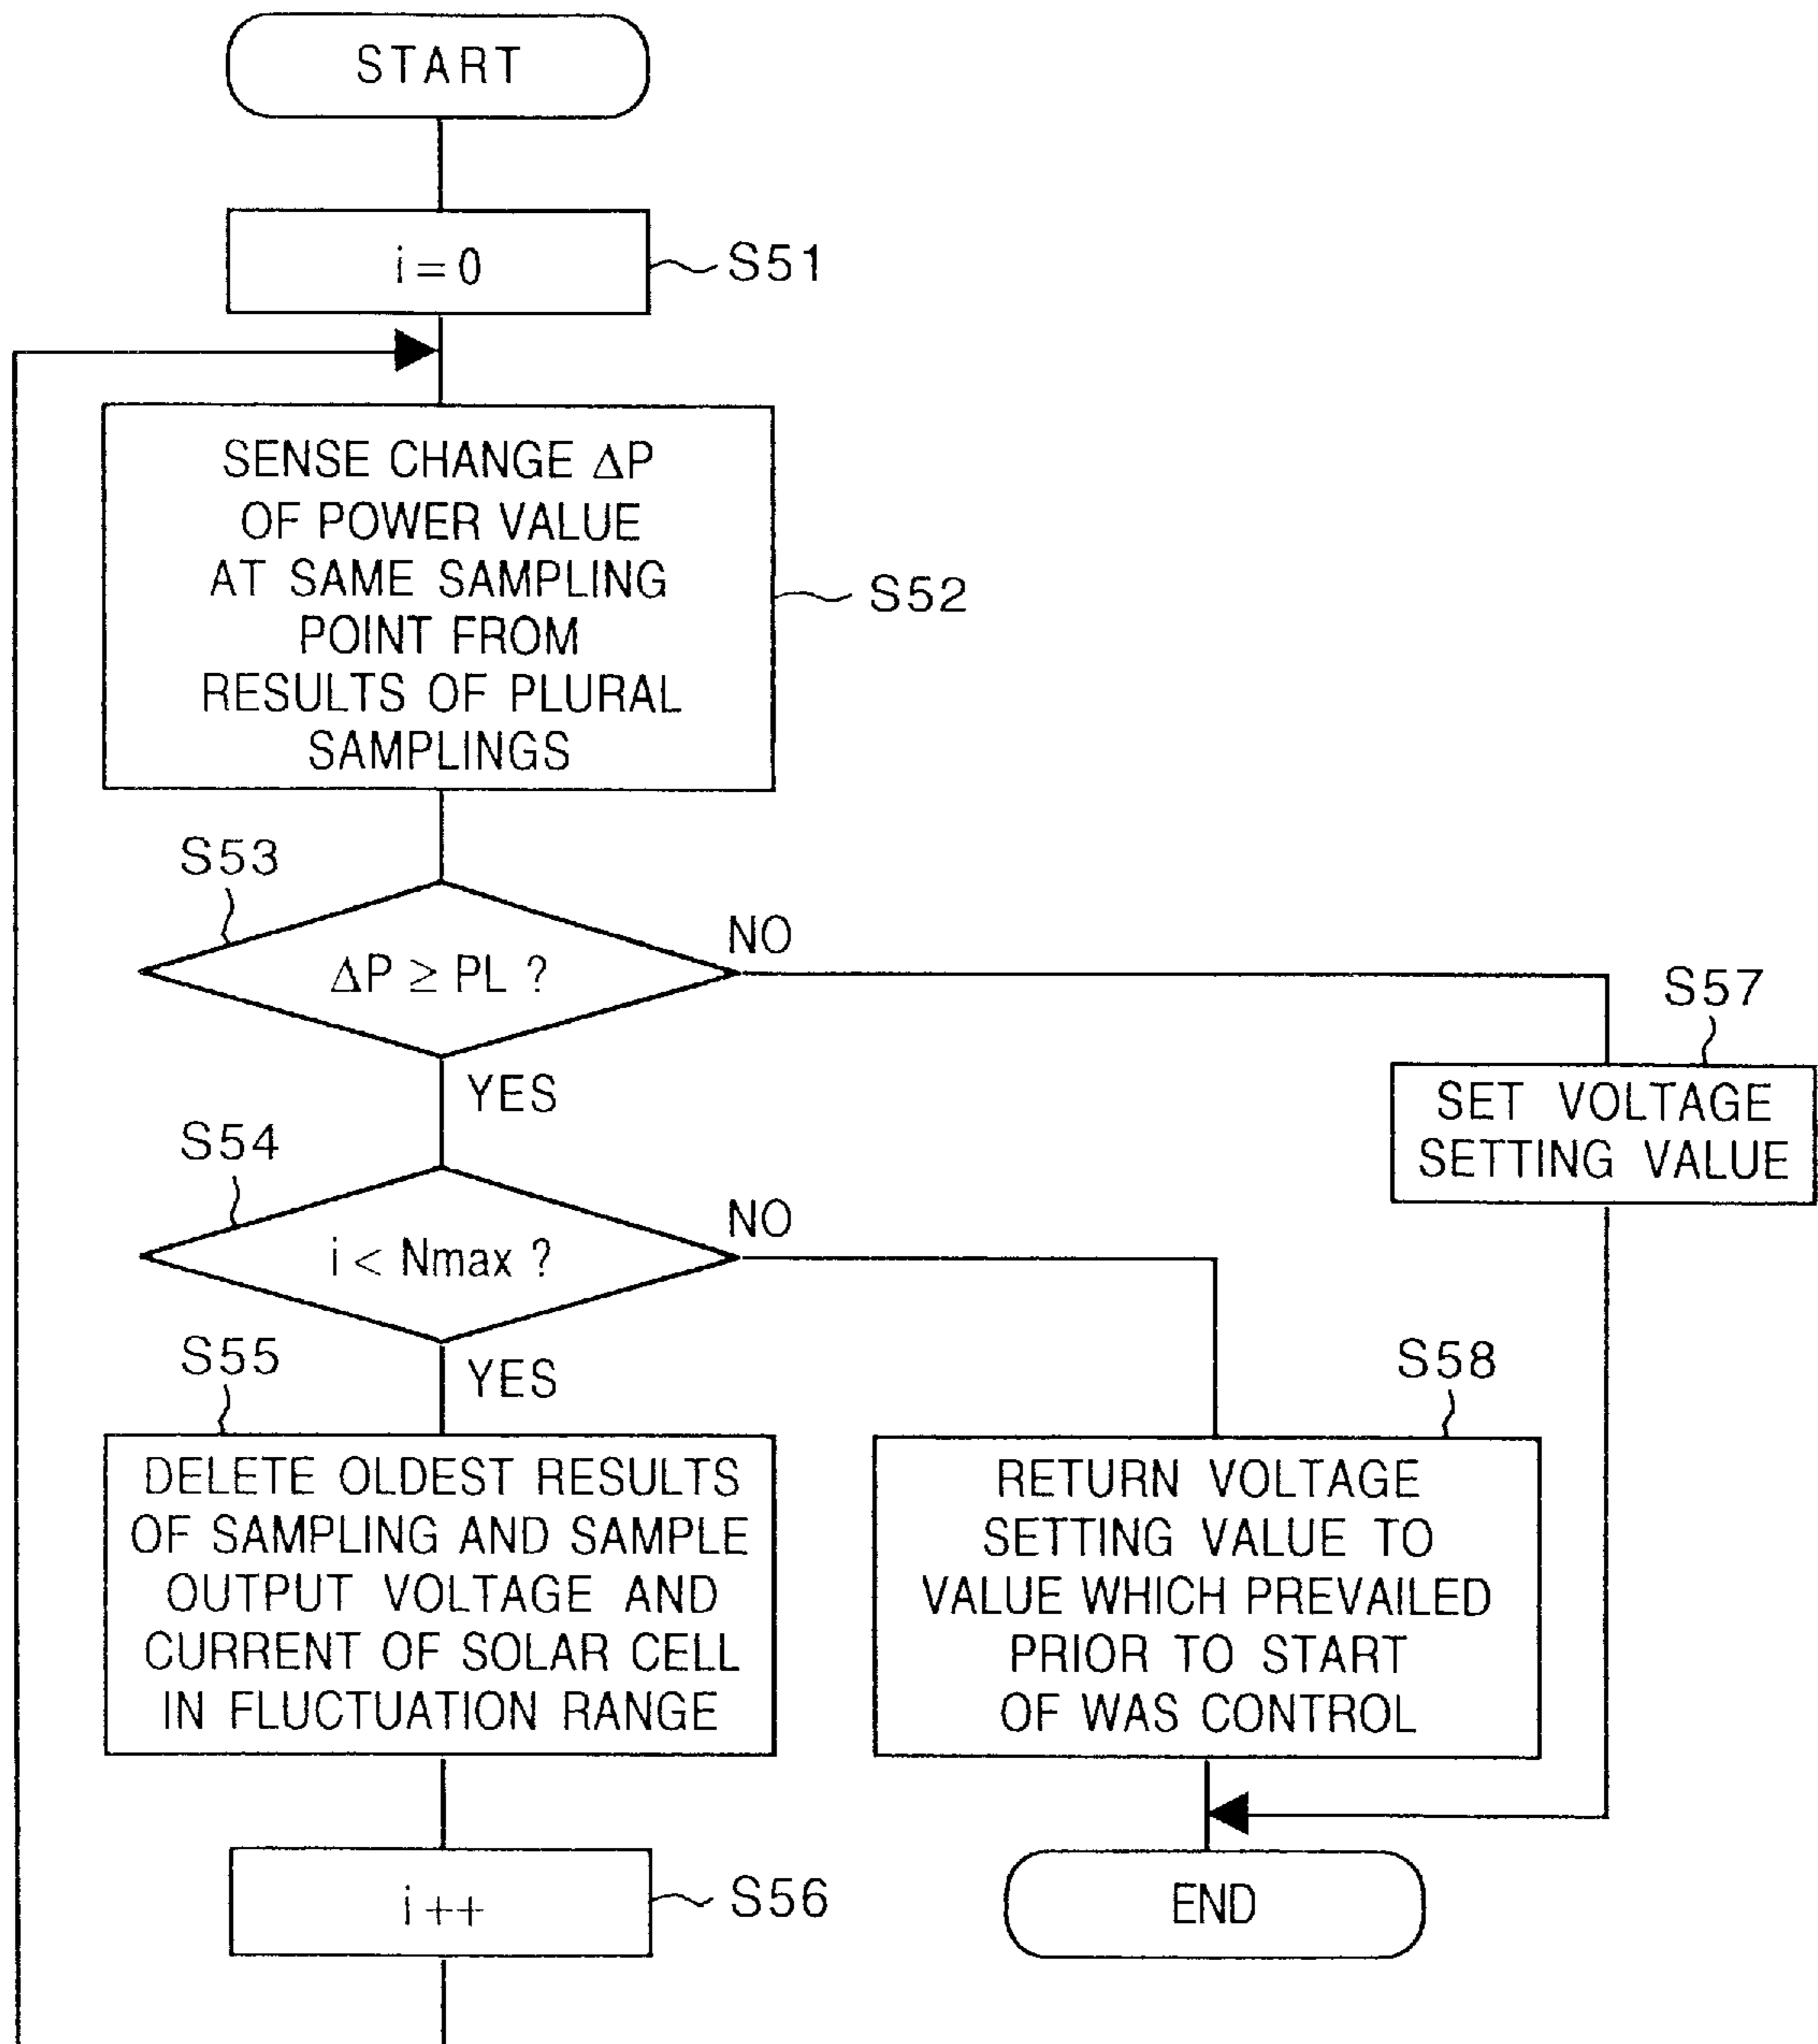 START
i = 0
S51
SENSE CHANGE ΔP
OF POWER VALUE
AT SAME SAMPLING
POINT FROM
RESULTS OF PLURAL
SAMPLINGS
S52
S53
ΔP ≥ PL ?
NO
YES
S57
SET VOLTAGE
SETTING VALUE
S54
i < Nmax ?
NO
YES
S55
DELETE OLDEST RESULTS
OF SAMPLING AND SAMPLE
OUTPUT VOLTAGE AND
CURRENT OF SOLAR CELL
IN FLUCTUATION RANGE
S58
RETURN VOLTAGE
SETTING VALUE TO
VALUE WHICH PREVAILED
PRIOR TO START
OF WAS CONTROL
i ++
S56
END